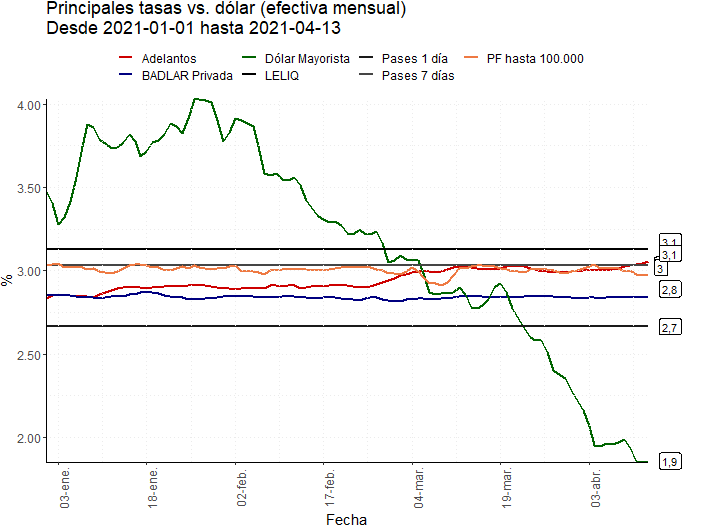 Principales tasas vs. dólar (efectiva mensual)
Desde 2021-01-01 hasta 2021-04-13
Adelantos
Dólar Mayorista
Pases 1 día
PF hasta 100.000
BADLAR Privada
LELIQ
Pases 7 días
4.00
3.50
3.00
2.50
2.00
%
3,1
3,1
3
2,8
2,7
1,9
03-ene.
18-ene.
02-feb.
17-feb.
04-mar.
19-mar.
03-abr.
Fecha